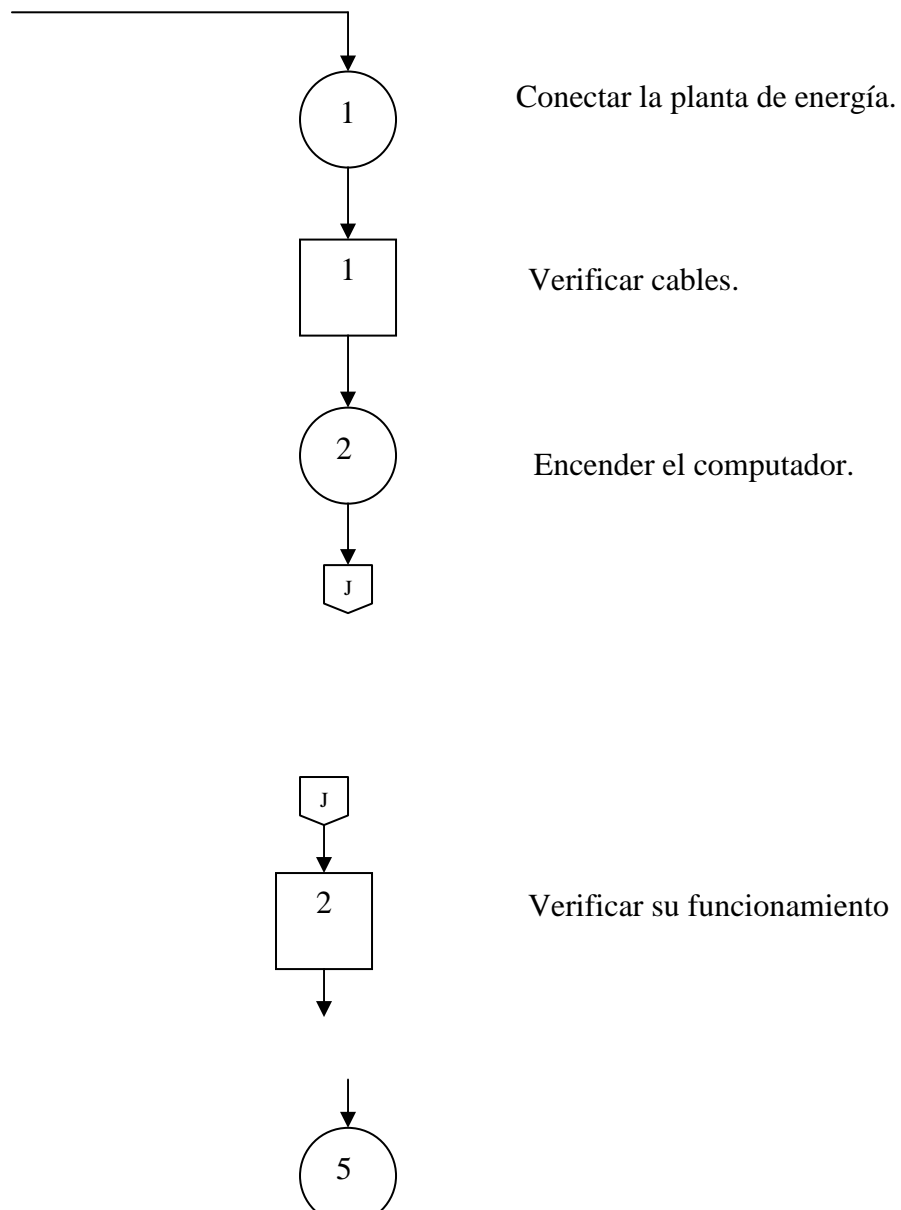 1 Conectar la planta de energía.
1 Verificar cables.
2 Encender el computador.
J
J
2 Verificar su funcionamiento
5